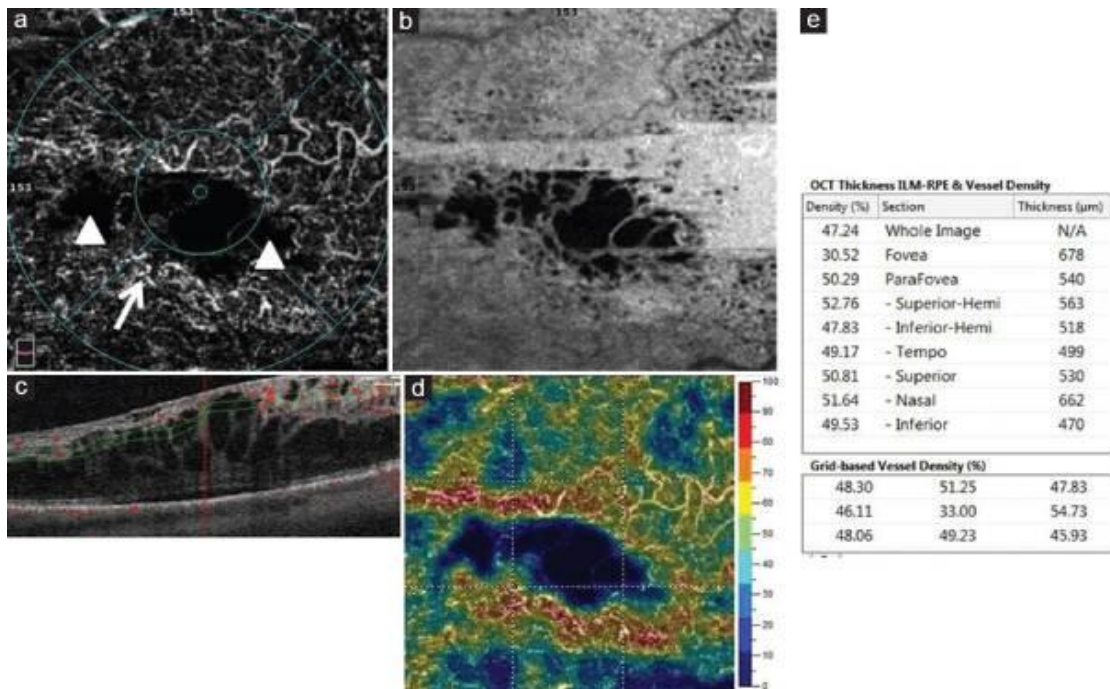 a
153
153
b
153
c
d
100
90
80
70
60
50
40
30
20
10
0
e
OCT Thickness ILM-RPE & Vessel Density
Density (%) Section Thickness (µm)
47.24 Whole Image N/A
30.52 Fovea 678
50.29 ParaFovea 540
52.76 - Superior-Hemi 563
47.83 - Inferior-Hemi 518
49.17 - Tempo 499
50.81 - Superior 530
51.64 - Nasal 662
49.53 - Inferior 470
Grid-based Vessel Density (%)
48.30 51.25 47.83
46.11 33.00 54.73
48.06 49.23 45.93